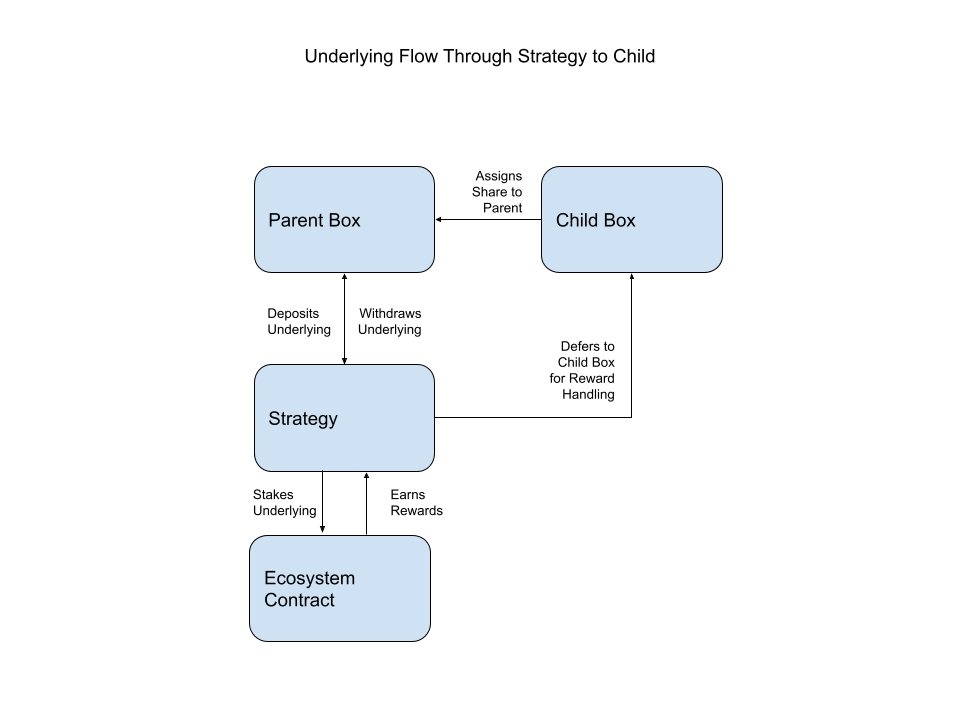 Underlying Flow Through Strategy to Child
Assigns
Share to
Parent
Parent Box
Child Box
Deposits
Underlying
Withdraws
Underlying
Defers to
Child Box
for Reward
Handling
Strategy
Stakes
Underlying
Earns
Rewards
Ecosystem
Contract